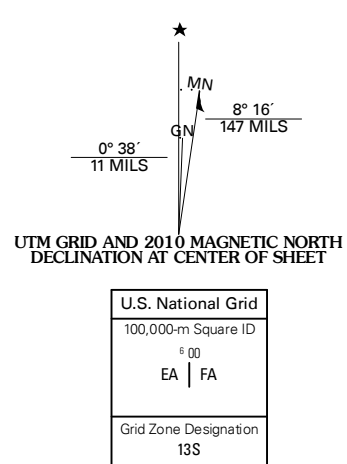 ★
MN
GN
8° 16´
147 MILS
0° 38´
11 MILS
UTM GRID AND 2010 MAGNETIC NORTH
DECLINATION AT CENTER OF SHEET
U.S. National Grid
100,000-m Square ID
6 00
EA | FA
Grid Zone Designation
13S